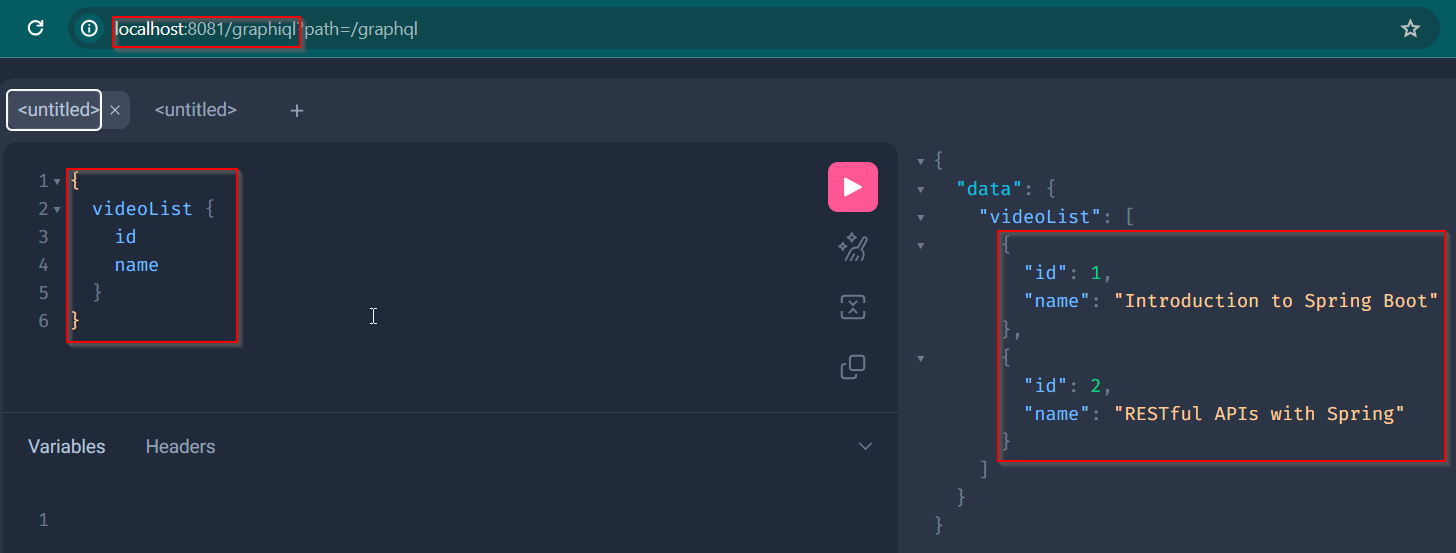 localhost:8081/graphiql?path=/graphql
<untitled> × <untitled> +
1 {
2 videoList {
3 id
4 name
5 }
6 }
Variables Headers
1
{
"data": {
"videoList": [
{
"id": 1,
"name": "Introduction to Spring Boot"
},
{
"id": 2,
"name": "RESTful APIs with Spring"
}
]
}
}